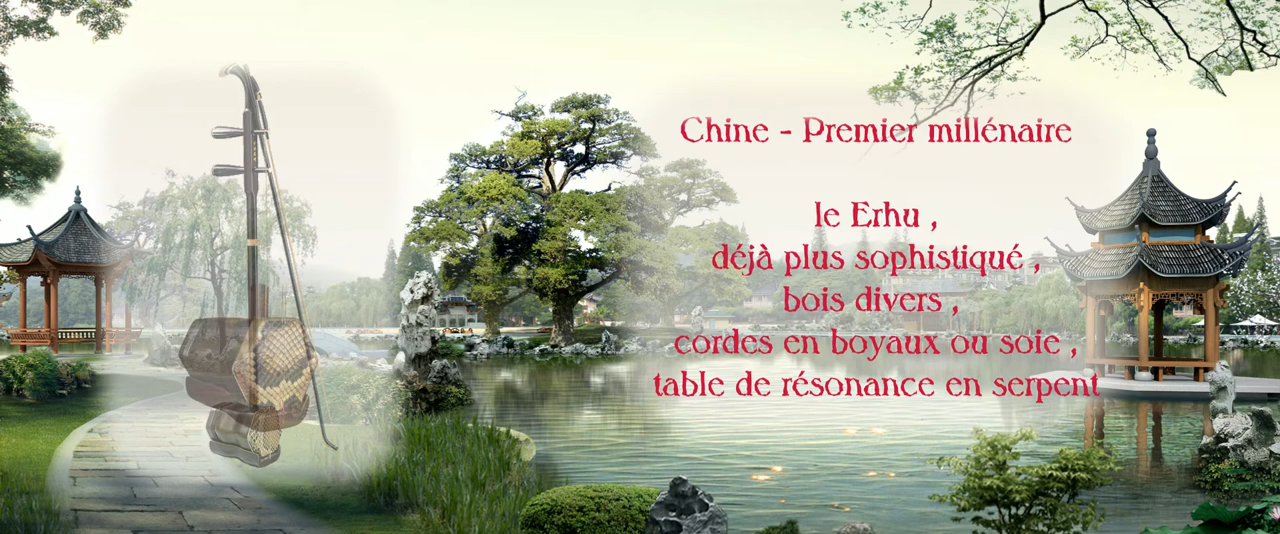 Chine - Premier millénaire
le Erhu ,
déjà plus sophistiqué ,
bois divers ,
cordes en boyaux ou soie ,
table de résonance en serpent